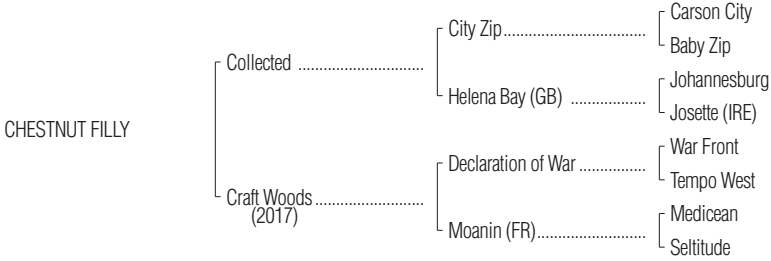 Carson City
City Zip
Baby Zip
Collected
Johannesburg
Helena Bay (GB)
Josette (IRE)
CHESTNUT FILLY
War Front
Declaration of War
Tempo West
Craft Woods
(2017)
Medicean
Moanin (FR)
Seltitude